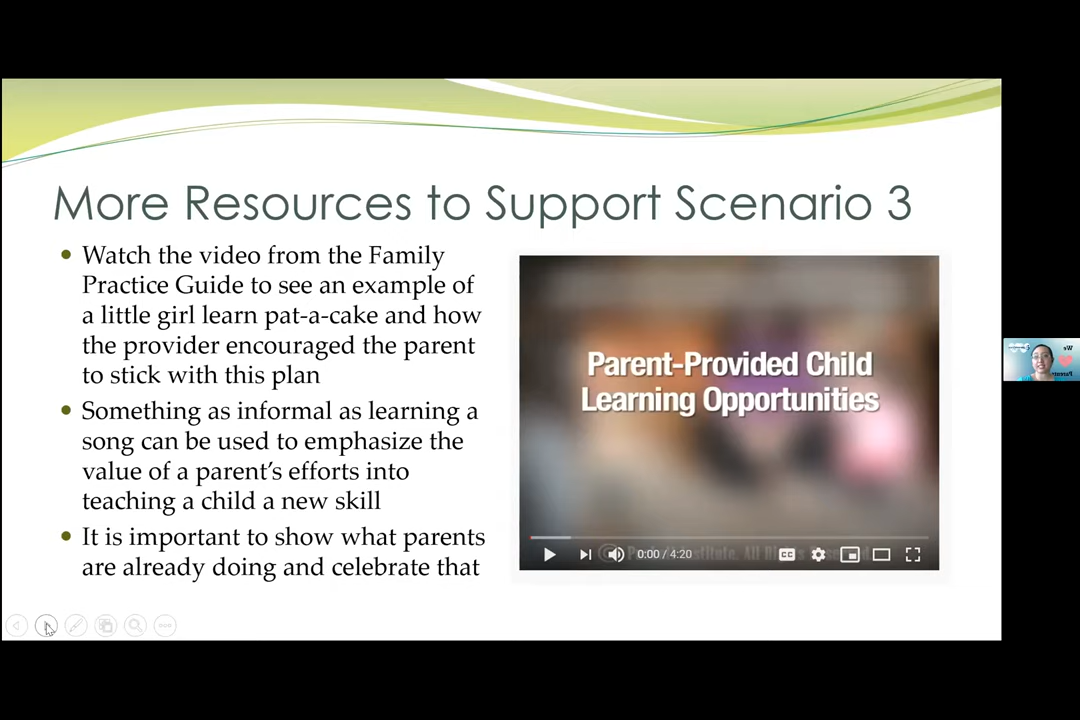 More Resources to Support Scenario 3
Watch the video from the Family
Practice Guide to see an example of
a little girl learn pat-a-cake and how
the provider encouraged the parent
to stick with this plan
Something as informal as learning a
song can be used to emphasize the
value of a parent's efforts into
teaching a child a new skill
It is important to show what parents
are already doing and celebrate that
Parent-Provided Child
Learning Opportunities
0:00 / 4:20
CC